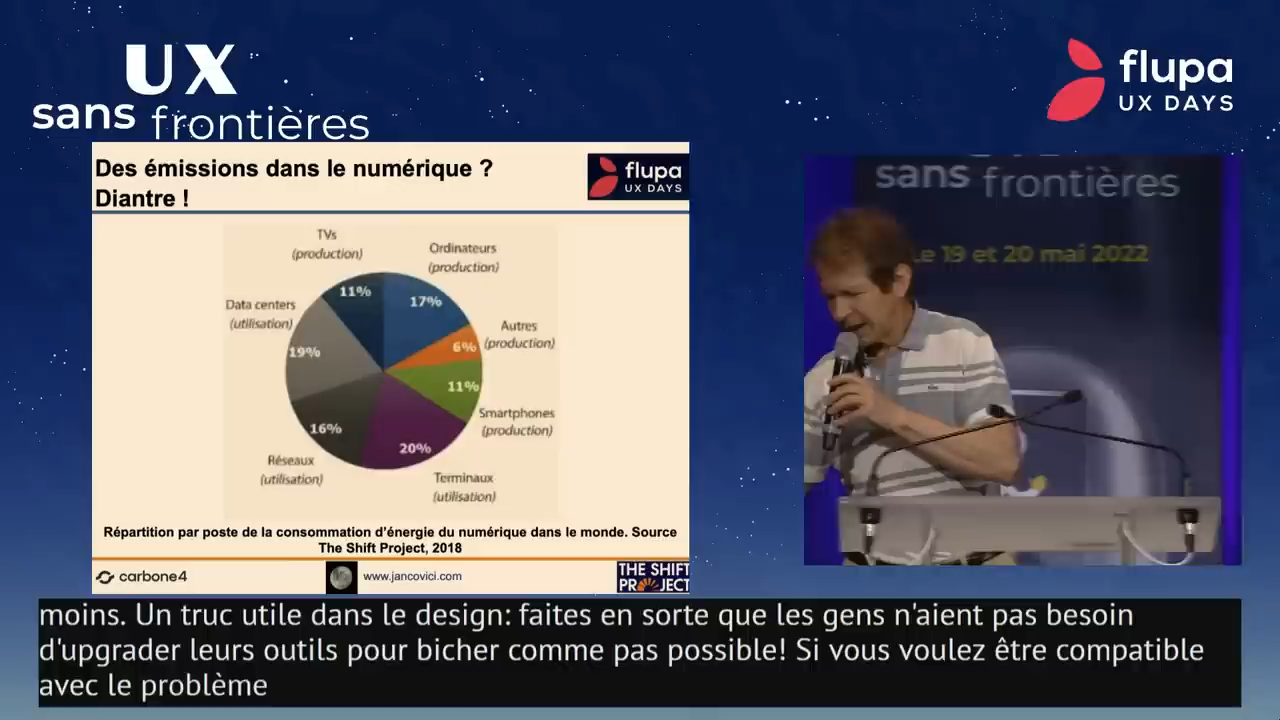 UX
sans frontières
flupa
UX DAYS
Des émissions dans le numérique ?
Diantre !
flupa
UX DAYS
TVs
(production)
Ordinateurs
(production)
Data centers
(utilisation)
Autres
(production)
Smartphones
(production)
Réseaux
(utilisation)
Terminaux
(utilisation)
11%
17%
19%
6%
11%
16%
20%
Répartition par poste de la consommation d'énergie du numérique dans le monde. Source
The Shift Project, 2018
carbone4
www.jancovici.com
THE SHIFT
PROJECT
sans frontières
Le 19 et 20 mai 2022
moins. Un truc utile dans le design: faites en sorte que les gens n'aient pas besoin
d'upgrader leurs outils pour bicher comme pas possible! Si vous voulez être compatible
avec le problème